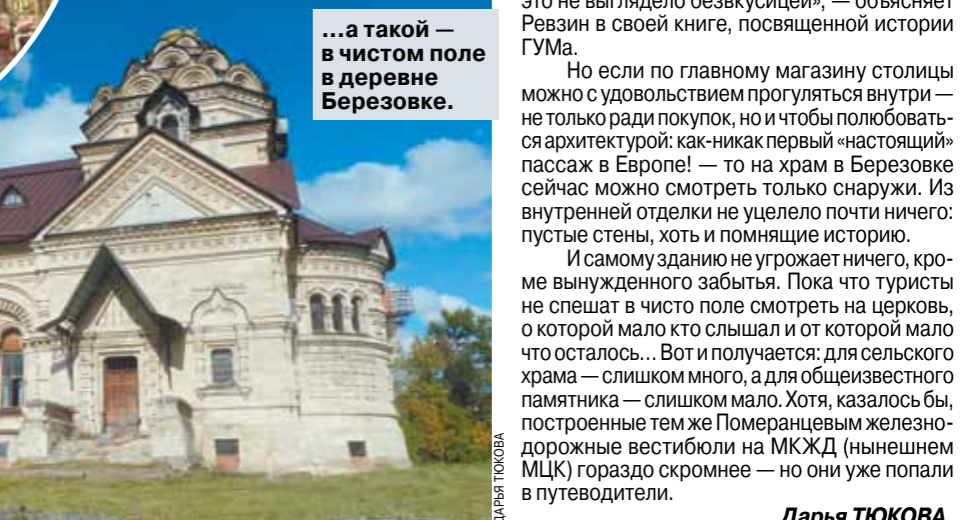 …а такой —
в чистом поле
в деревне
Березовке.
ДАРЬЯ ТЮКОВА
это не выглядело безвкусицей», — объясняет
Ревзин в своей книге, посвященной истории
ГУМа.
Но если по главному магазину столицы
можно с удовольствием прогуляться внутри —
не только ради покупок, но и чтобы полюбовать-
ся архитектурой: как-никак первый «настоящий»
пассаж в Европе! — то на храм в Березовке
сейчас можно смотреть только снаружи. Из
внутренней отделки не уцелело почти ничего:
пустые стены, хоть и помнящие историю.
И самому зданию не угрожает ничего, кро-
ме вынужденного забытья. Пока что туристы
не спешат в чисто поле смотреть на церковь,
о которой мало кто слышал и от которой мало
что осталось… Вот и получается: для сельского
храма — слишком много, а для общеизвестного
памятника — слишком мало. Хотя, казалось бы,
построенные тем же Померанцевым железно-
дорожные вестибюли на МКЖД (нынешнем
МЦК) гораздо скромнее — но они уже попали
в путеводители.
Дарья ТЮКОВА.